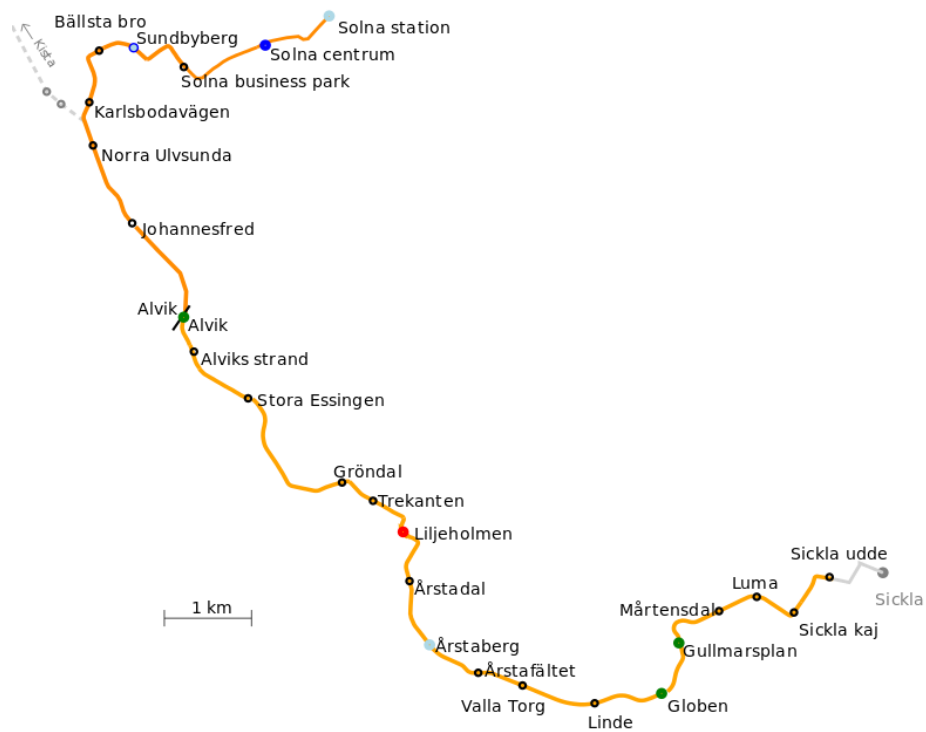 Bällsta bro
Sundbyberg
Solna station
Solna centrum
Solna business park
← Kista
Karlsbodavägen
Norra Ulvsunda
Johannesfred
Alvik
Alvik
Alviks strand
Stora Essingen
Gröndal
Trekanten
Liljeholmen
Årstadal
1 km
Årstaberg
Årstafältet
Valla Torg
Linde
Globen
Gullmarsplan
Mårtensdal
Luma
Sickla kaj
Sickla udde
Sickla